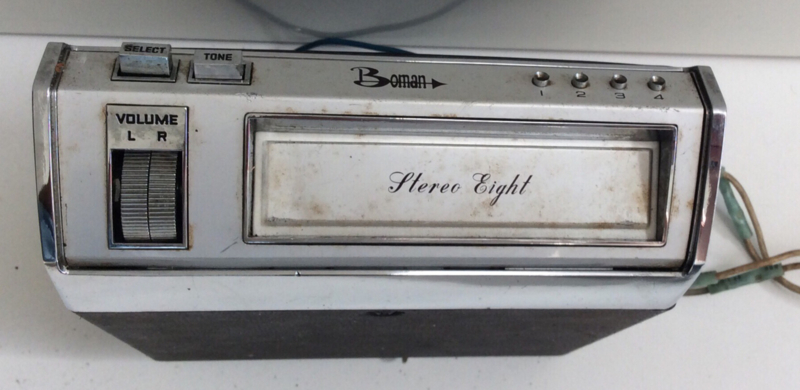 SELECT
TONE
Boman
1 2 3 4
VOLUME
L R
Stereo Eight